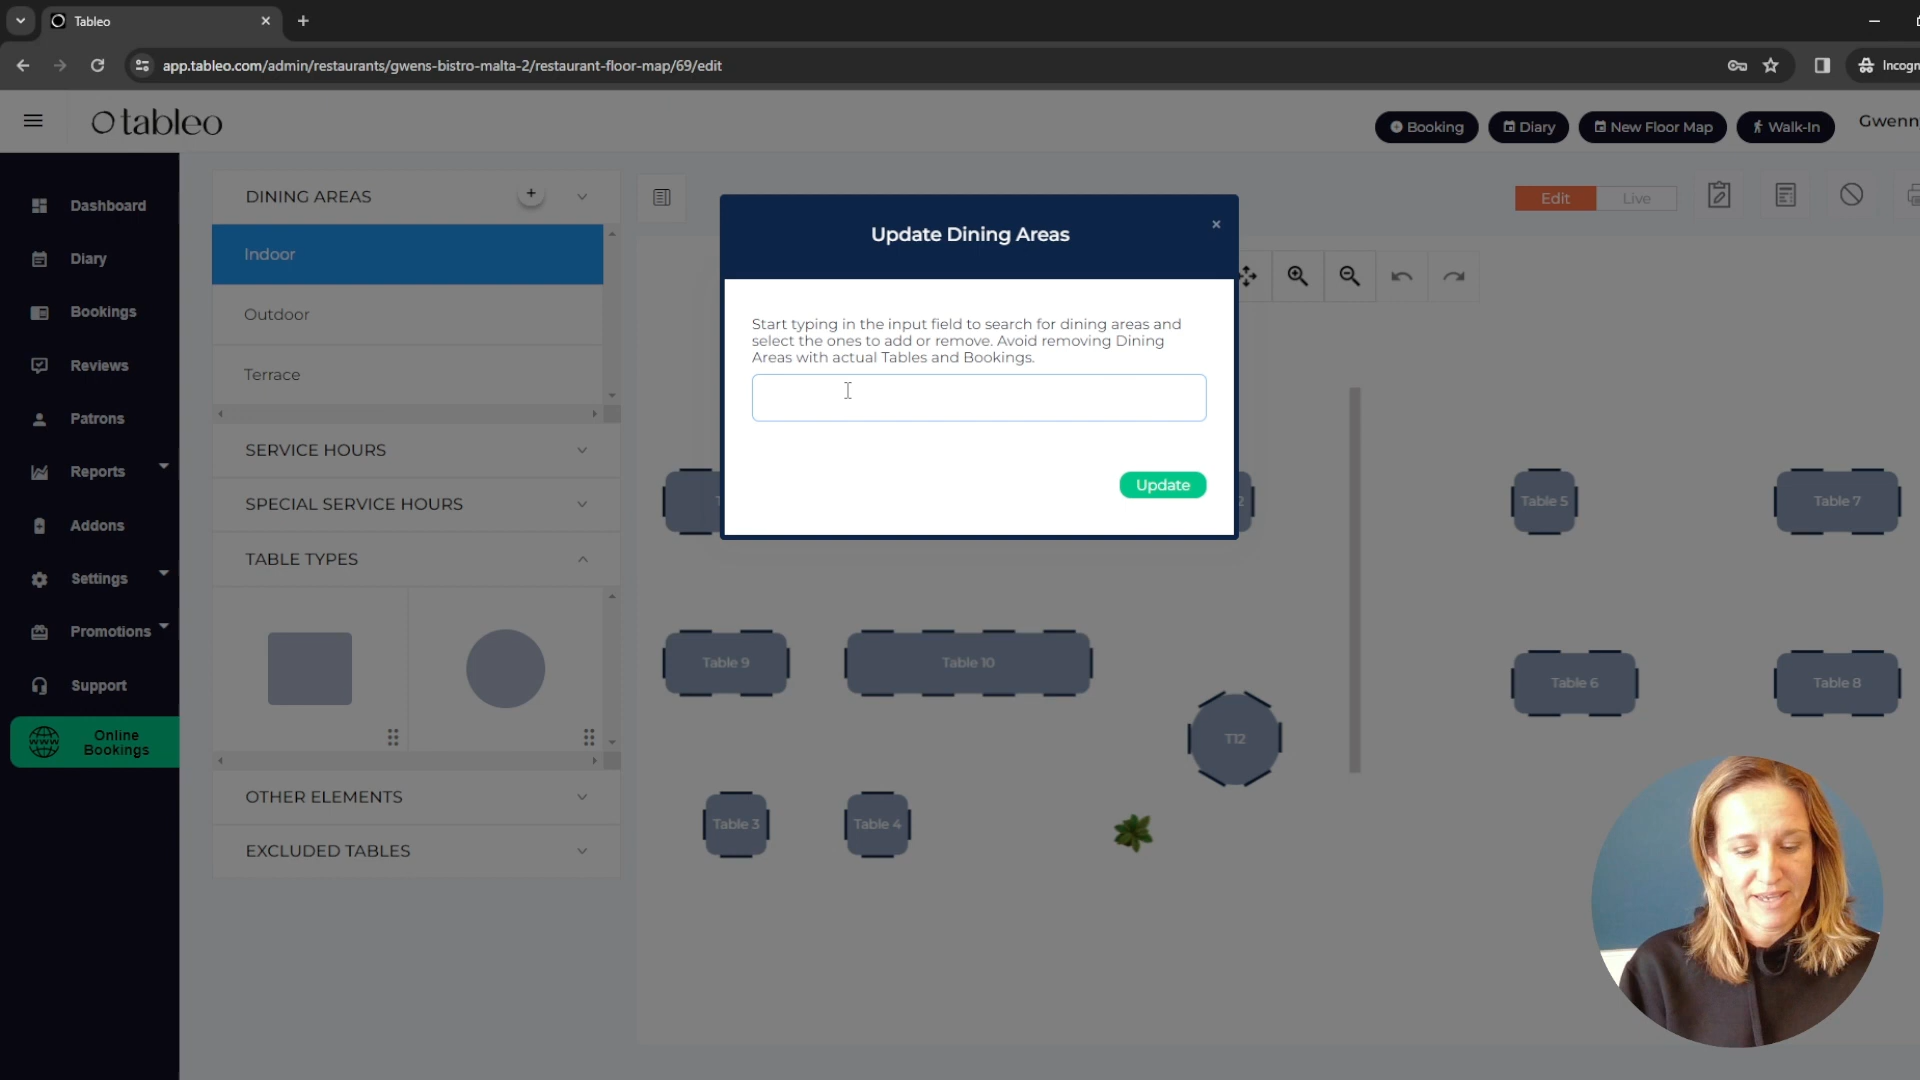 Tableo
app.tableo.com/admin/restaurants/gwens-bistro-malta-2/restaurant-floor-map/69/edit
Incogn
tableo
Booking
Diary
New Floor Map
Walk-In
Gwenn
Dashboard
Diary
Bookings
Reviews
Patrons
Reports
Addons
Settings
Promotions
Support
WWW
Online
Bookings
DINING AREAS
Indoor
Outdoor
Terrace
SERVICE HOURS
SPECIAL SERVICE HOURS
TABLE TYPES
OTHER ELEMENTS
EXCLUDED TABLES
Edit
Live
Update Dining Areas
Start typing in the input field to search for dining areas and
select the ones to add or remove. Avoid removing Dining
Areas with actual Tables and Bookings.
Update
2
Table 5
Table 7
Table 9
Table 10
Table 6
Table 8
T12
Table 3
Table 4